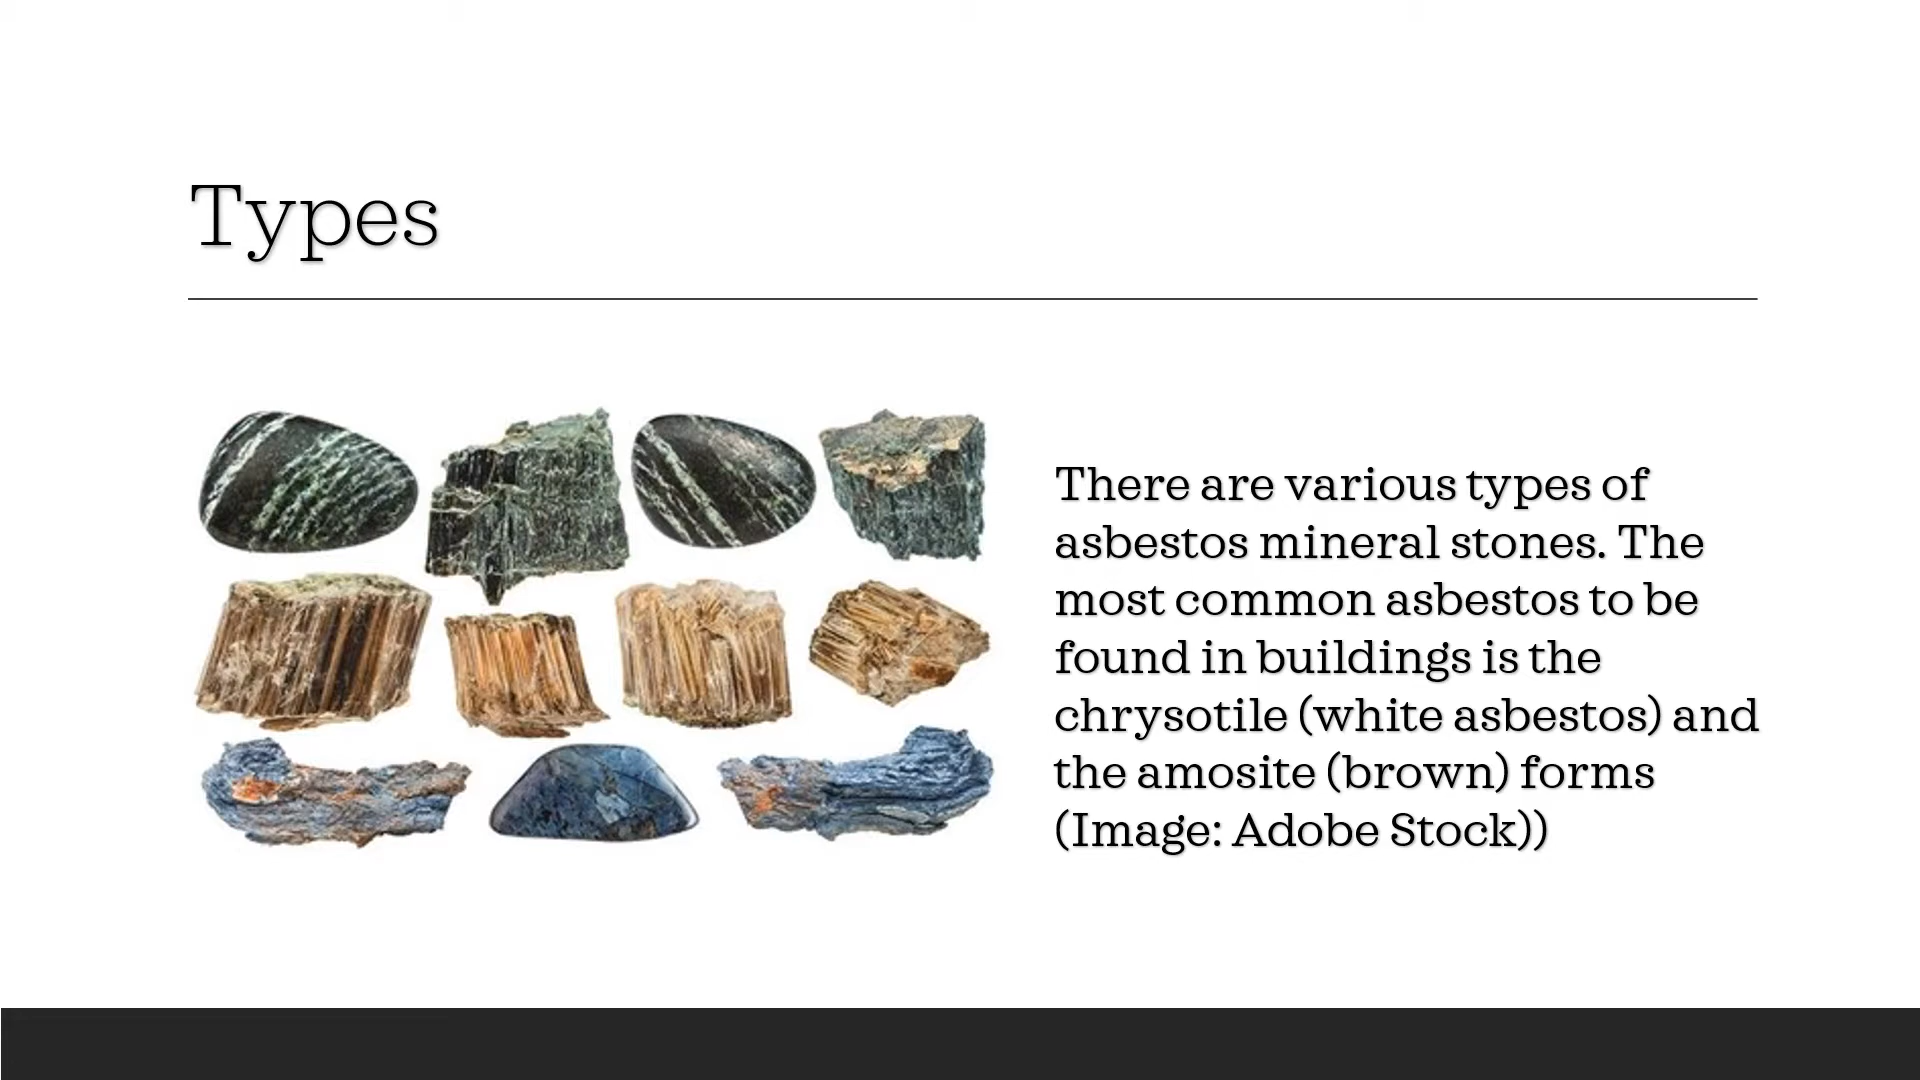 Types
There are various types of
asbestos mineral stones. The
most common asbestos to be
found in buildings is the
chrysotile (white asbestos) and
the amosite (brown) forms
(Image: Adobe Stock))